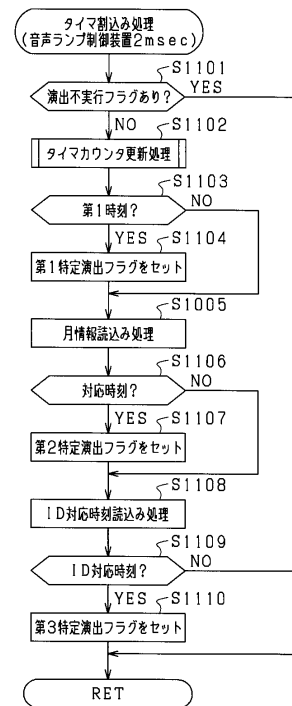 タイマ割込み処理
(音声ランプ制御装置2msec)
S1101
演出不実行フラグあり?
YES
NO
S1102
タイマカウンタ更新処理
S1103
第1時刻?
NO
YES
S1104
第1特定演出フラグをセット
S1005
月情報読込み処理
S1106
対応時刻?
NO
YES
S1107
第2特定演出フラグをセット
S1108
ID対応時刻読込み処理
S1109
ID対応時刻?
NO
YES
S1110
第3特定演出フラグをセット
RET